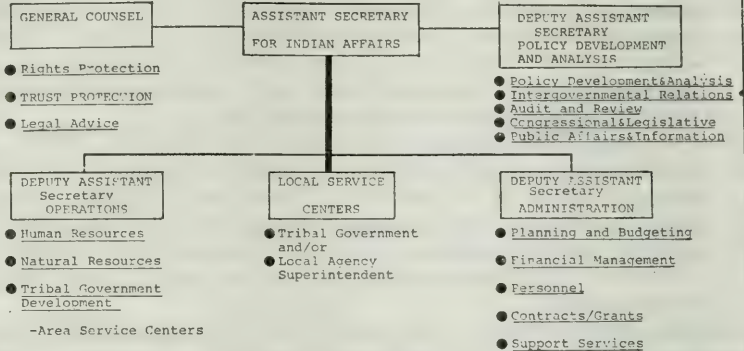 GENERAL COUNSEL
● Rights Protection
● TRUST PROTECTION
● Legal Advice
ASSISTANT SECRETARY
FOR INDIAN AFFAIRS
DEPUTY ASSISTANT
SECRETARY
POLICY DEVELOPMENT
AND ANALYSIS
● Policy Development&Analysis
● Intergovernmental Relations
● Audit and Review
● Congressional&Legislative
● Public Affairs&Information
DEPUTY ASSISTANT
Secretary
OPERATIONS
● Human Resources
● Natural Resources
● Tribal Government
Development
-Area Service Centers
LOCAL SERVICE
CENTERS
● Tribal Government
and/or
● Local Agency
Superintendent
DEPUTY ASSISTANT
Secretary
ADMINISTRATION
● Planning and Budgeting
● Financial Management
● Personnel
● Contracts/Grants
● Support Services